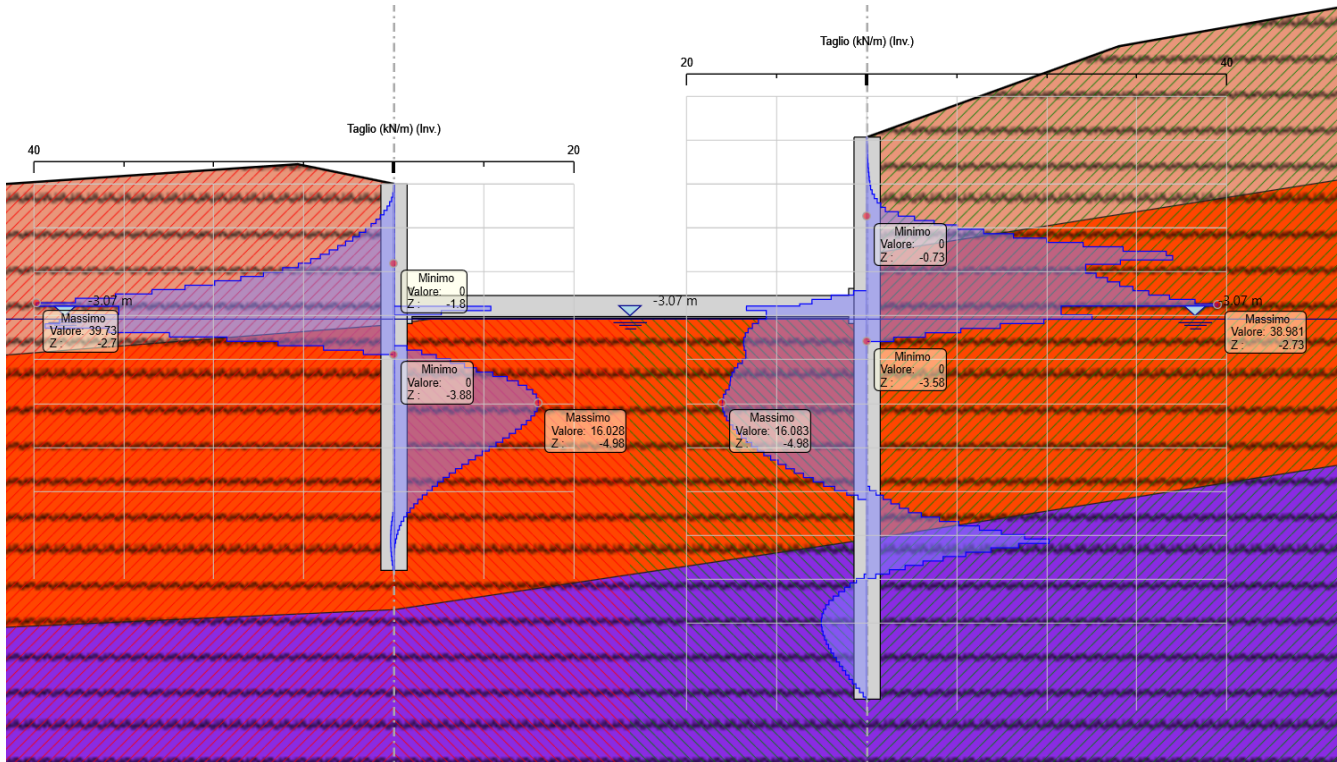 Taglio (kN/m) (Inv.)
20
40
Taglio (kN/m) (Inv.)
40
20
Minimo
Valore: 0
Z : -0.73
Minimo
Valore: 0
Z : -1.8
-3.07 m
-3.07 m
-3.07 m
Massimo
Valore: 39.73
Z : -2.7
Massimo
Valore: 38.981
Z : -2.73
Minimo
Valore: 0
Z : -3.88
Minimo
Valore: 0
Z : -3.58
Massimo
Valore: 16.028
Z : -4.98
Massimo
Valore: 16.083
Z : -4.98